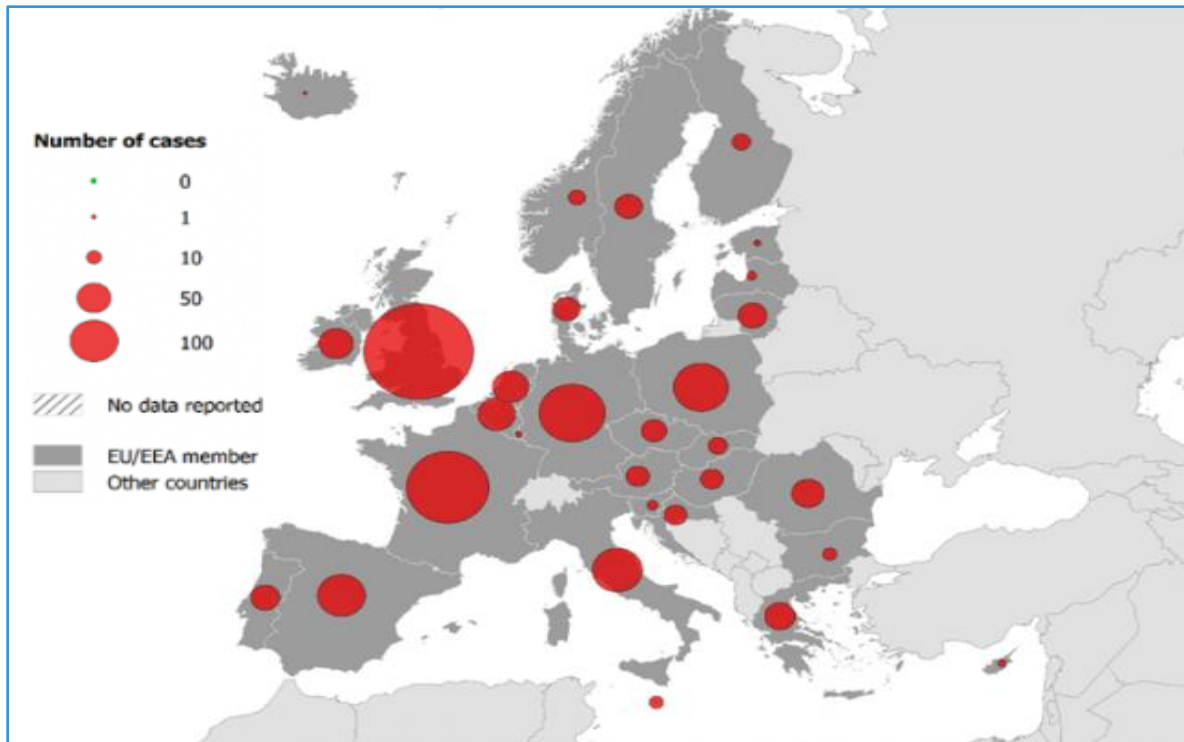 Number of cases
0
1
10
50
100
No data reported
EU/EEA member
Other countries